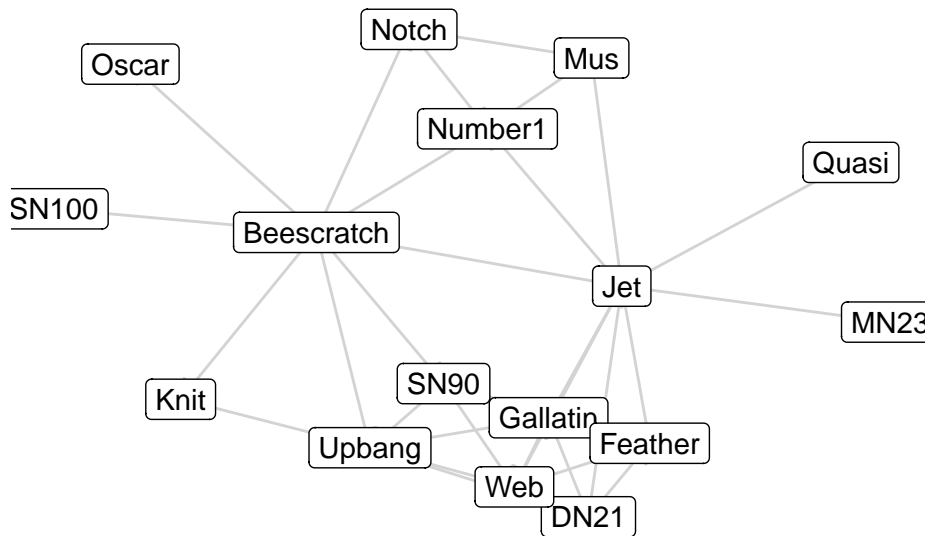 Notch
Mus
Oscar
Number1
Quasi
SN100
Beescratch
Jet
MN23
SN90
Knit
Gallatin
Upbang
Feather
Web
DN21